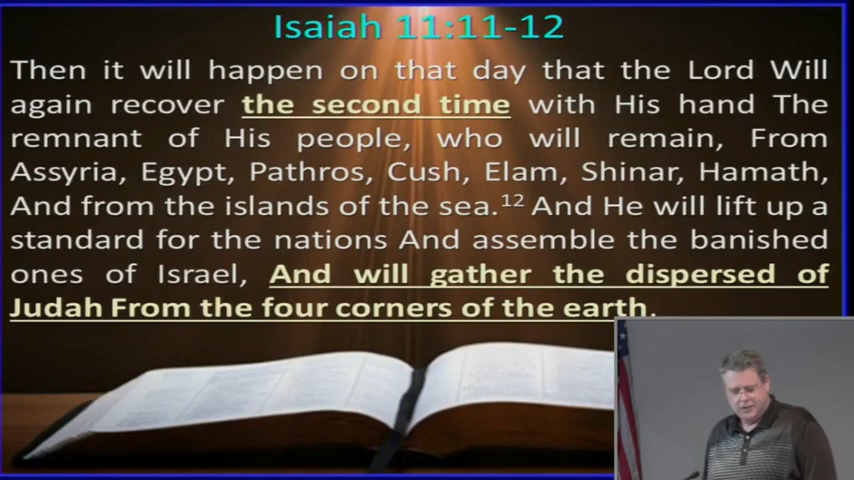 Isaiah 11:11-12
Then it will happen on that day that the Lord Will
again recover the second time with His hand The
remnant of His people, who will remain, From
Assyria, Egypt, Pathros, Cush, Elam, Shinar, Hamath,
And from the islands of the sea.¹² And He will lift up a
standard for the nations And assemble the banished
ones of Israel, And will gather the dispersed of
Judah From the four corners of the earth.